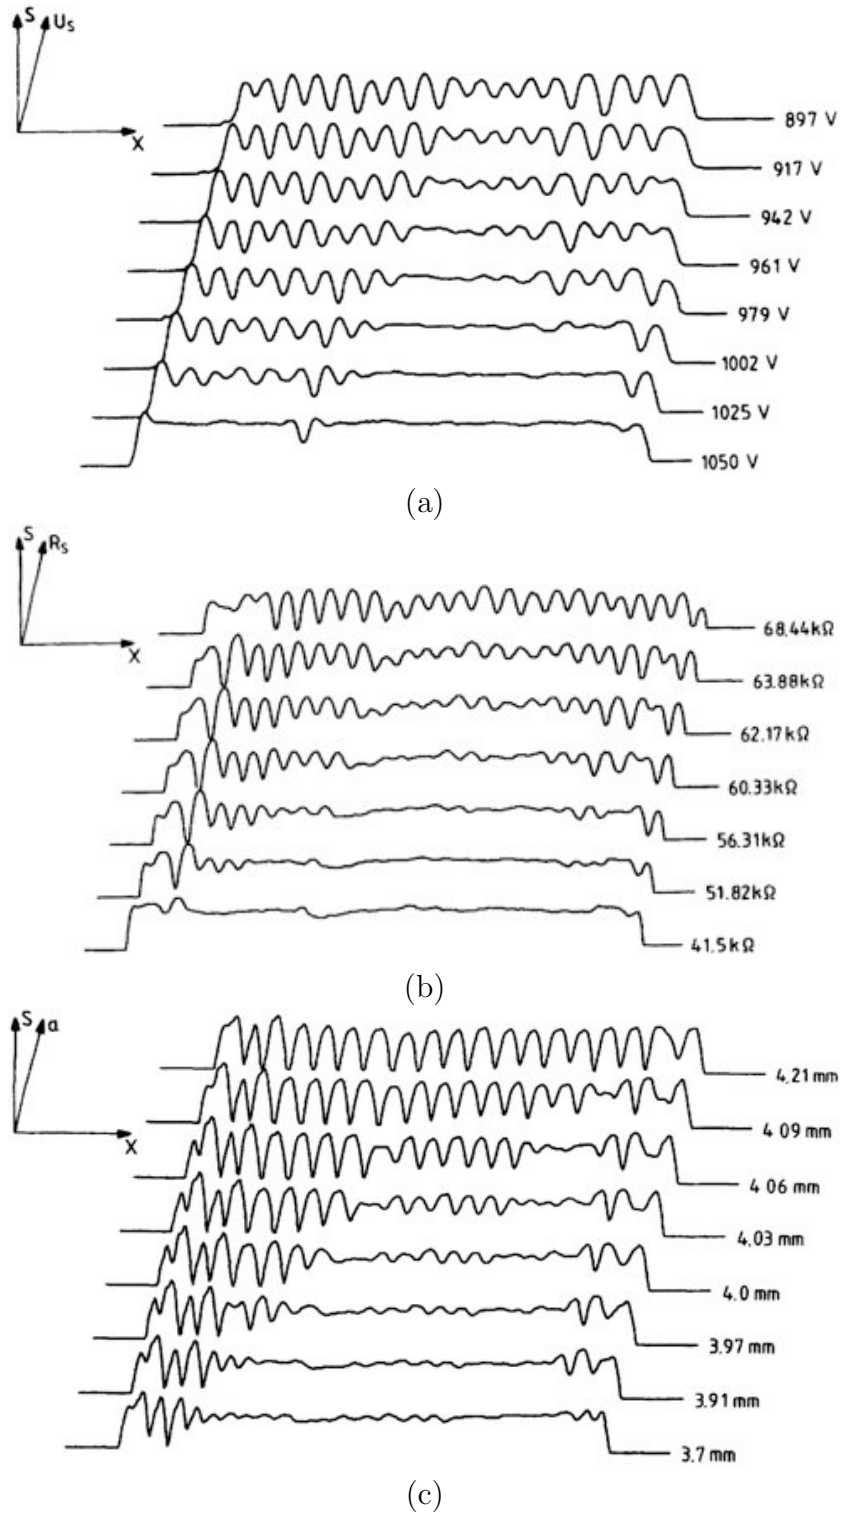 S
U_S
X
897 V
917 V
942 V
961 V
979 V
1002 V
1025 V
1050 V
(a)
S
R_S
X
68.44kΩ
63.88kΩ
62.17kΩ
60.33kΩ
56.31kΩ
51.82kΩ
41.5kΩ
(b)
S
a
X
4.21 mm
4 09 mm
4 06 mm
4.03 mm
4.0 mm
3.97 mm
3.91 mm
3.7 mm
(c)